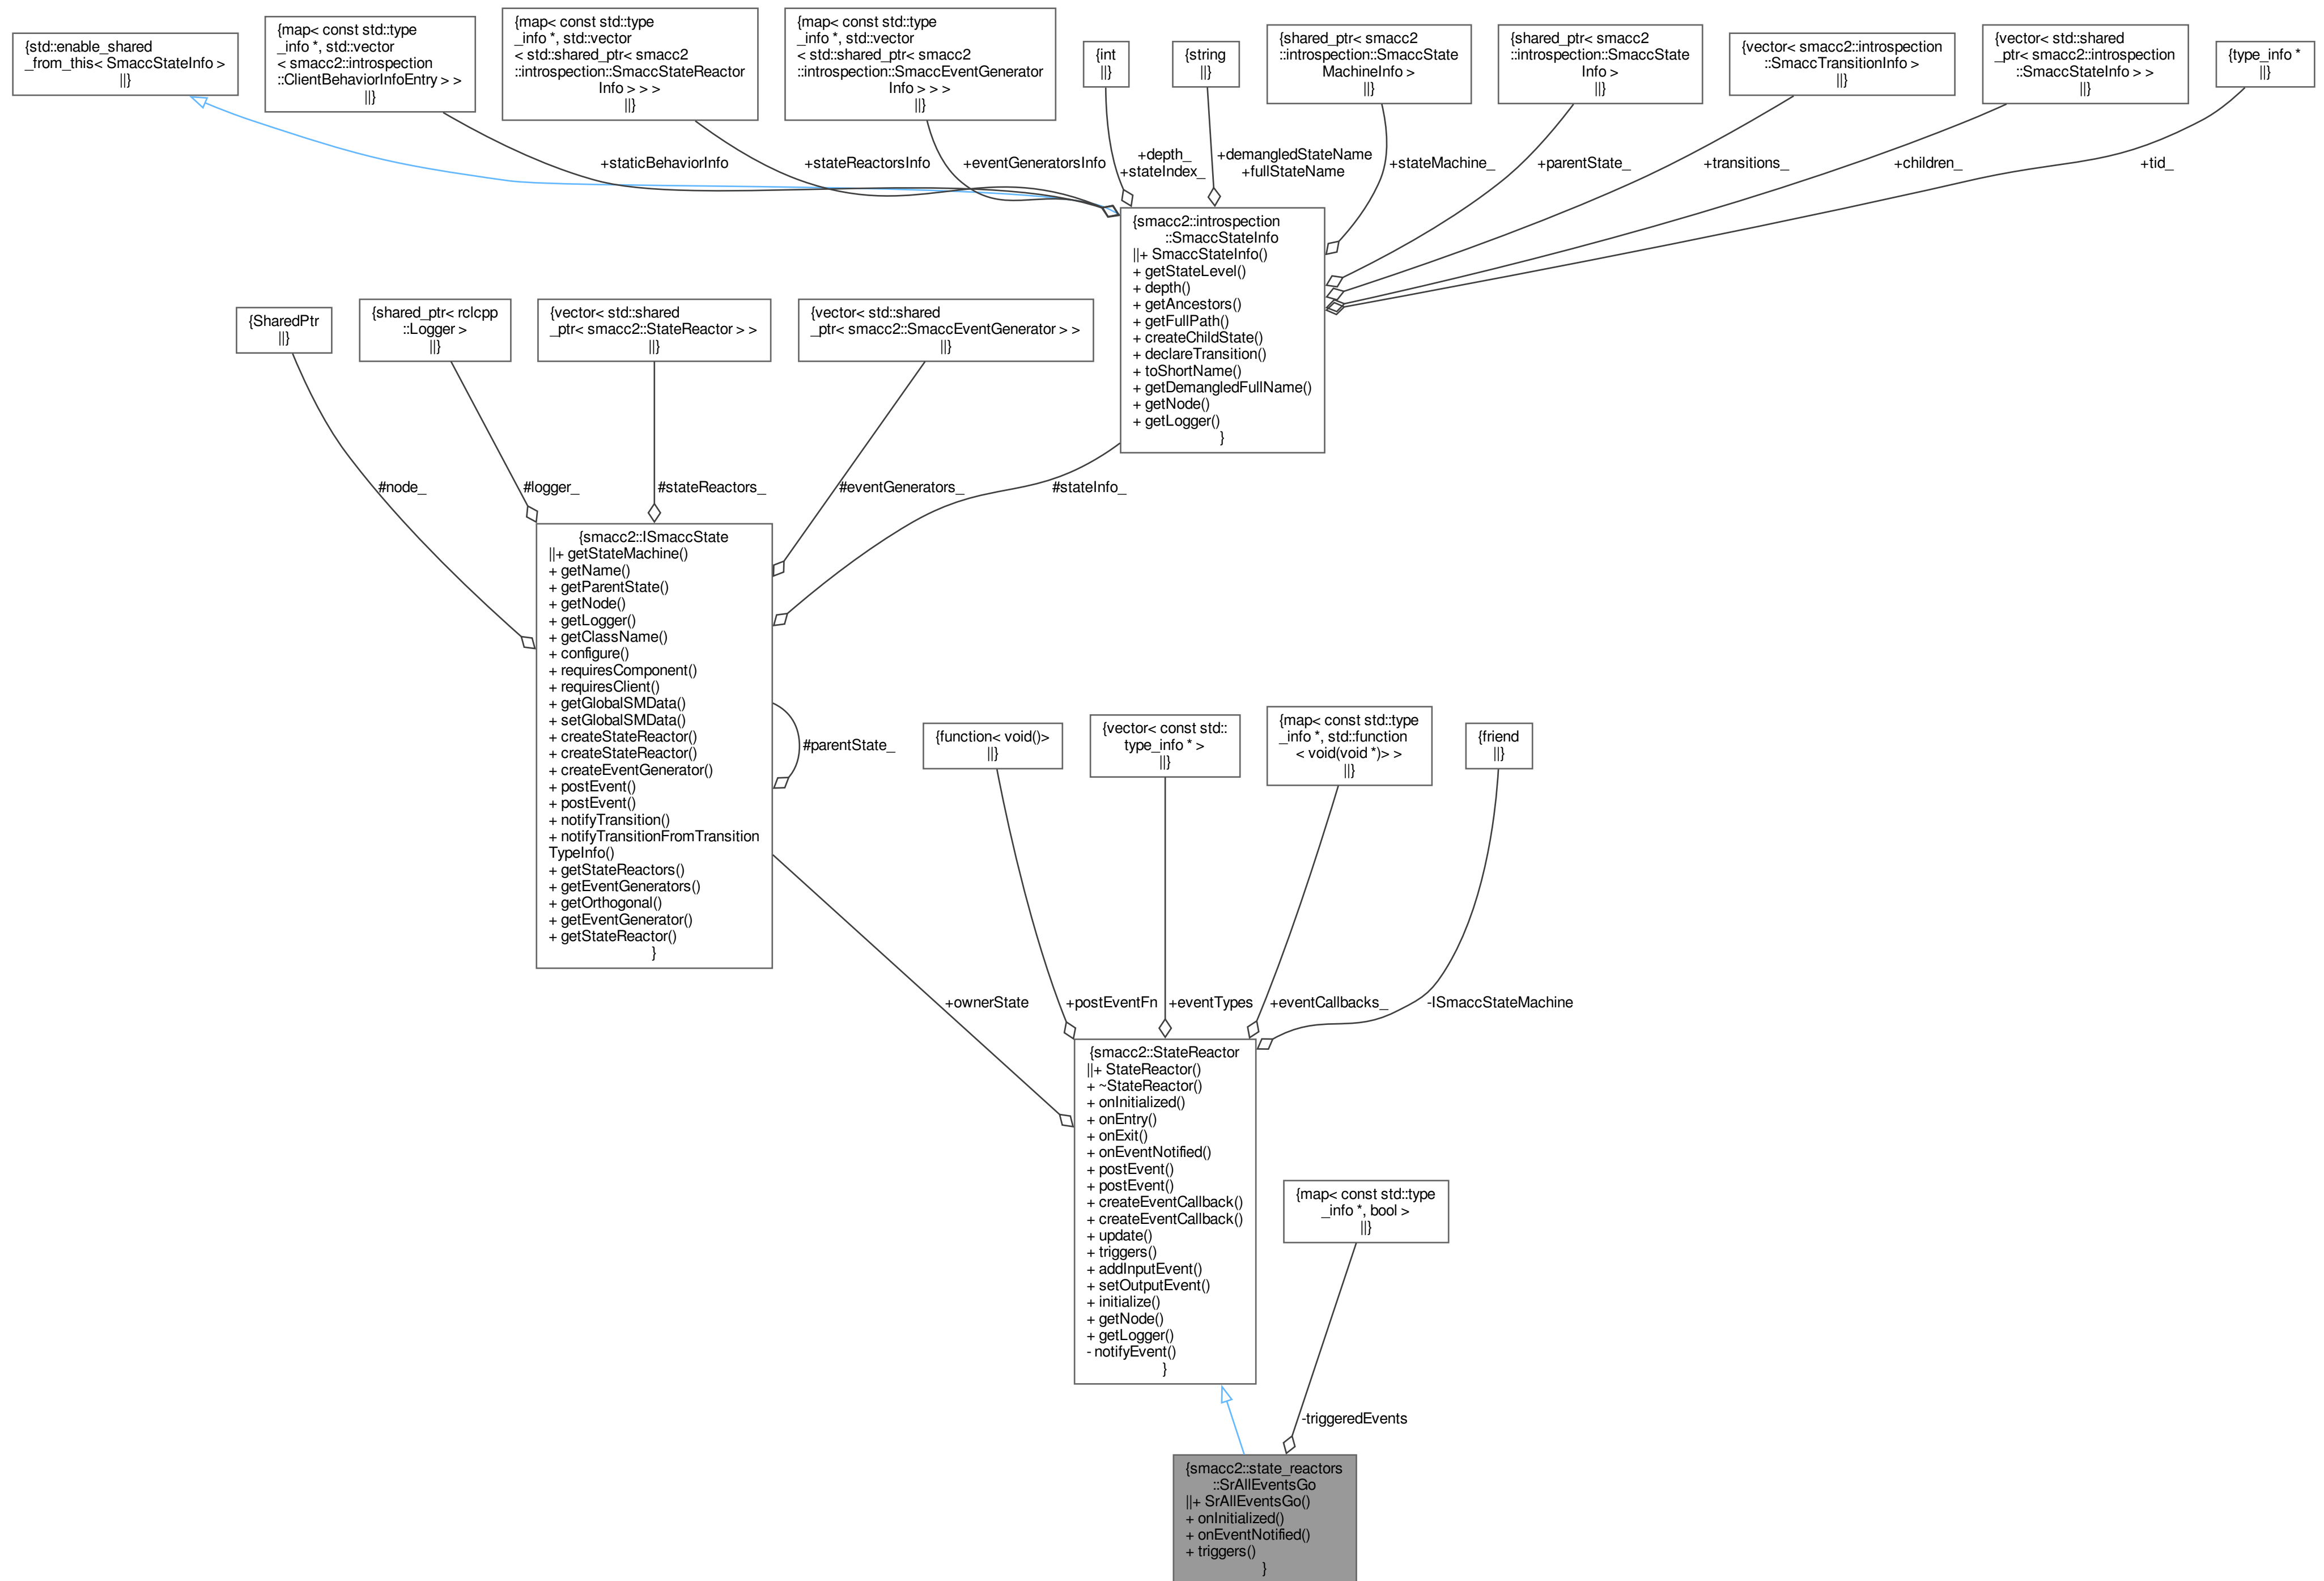 {std::enable_shared
_from_this< SmaccStateInfo >
||}
{map< const std::type
_info *, std::vector
< smacc2::introspection
::ClientBehaviorInfoEntry > >
||}
{map< const std::type
_info *, std::vector
< std::shared_ptr< smacc2
::introspection::SmaccStateReactor
Info > > >
||}
{map< const std::type
_info *, std::vector
< std::shared_ptr< smacc2
::introspection::SmaccEventGenerator
Info > > >
||}
{int
||}
{string
||}
{shared_ptr< smacc2
::introspection::SmaccState
MachineInfo >
||}
{shared_ptr< smacc2
::introspection::SmaccState
Info >
||}
{vector< smacc2::introspection
::SmaccTransitionInfo >
||}
{vector< std::shared
_ptr< smacc2::introspection
::SmaccStateInfo > >
||}
{type_info *
||}
+staticBehaviorInfo
+stateReactorsInfo
+eventGeneratorsInfo
+depth_
+stateIndex_
+demangledStateName
+fullStateName
+stateMachine_
+parentState_
+transitions_
+children_
+tid_
{smacc2::introspection
::SmaccStateInfo
||+ SmaccStateInfo()
+ getStateLevel()
+ depth()
+ getAncestors()
+ getFullPath()
+ createChildState()
+ declareTransition()
+ toShortName()
+ getDemangledFullName()
+ getNode()
+ getLogger()
}
{SharedPtr
||}
{shared_ptr< rclcpp
::Logger >
||}
{vector< std::shared
_ptr< smacc2::StateReactor > >
||}
{vector< std::shared
_ptr< smacc2::SmaccEventGenerator > >
||}
#node_
#logger_
#stateReactors_
#eventGenerators_
#stateInfo_
{smacc2::ISmaccState
||+ getStateMachine()
+ getName()
+ getParentState()
+ getNode()
+ getLogger()
+ getClassName()
+ configure()
+ requiresComponent()
+ requiresClient()
+ getGlobalSMData()
+ setGlobalSMData()
+ createStateReactor()
+ createStateReactor()
+ createEventGenerator()
+ postEvent()
+ postEvent()
+ notifyTransition()
+ notifyTransitionFromTransition
TypeInfo()
+ getStateReactors()
+ getEventGenerators()
+ getOrthogonal()
+ getEventGenerator()
+ getStateReactor()
}
#parentState_
{function< void()>
||}
{vector< const std::
type_info * >
||}
{map< const std::type
_info *, std::function
< void(void *)> >
||}
{friend
||}
+ownerState
+postEventFn
+eventTypes
+eventCallbacks_
-ISmaccStateMachine
{smacc2::StateReactor
||+ StateReactor()
+ ~StateReactor()
+ onInitialized()
+ onEntry()
+ onExit()
+ onEventNotified()
+ postEvent()
+ postEvent()
+ createEventCallback()
+ createEventCallback()
+ update()
+ triggers()
+ addInputEvent()
+ setOutputEvent()
+ initialize()
+ getNode()
+ getLogger()
- notifyEvent()
}
{map< const std::type
_info *, bool >
||}
-triggeredEvents
{smacc2::state_reactors
::SrAllEventsGo
||+ SrAllEventsGo()
+ onInitialized()
+ onEventNotified()
+ triggers()
}